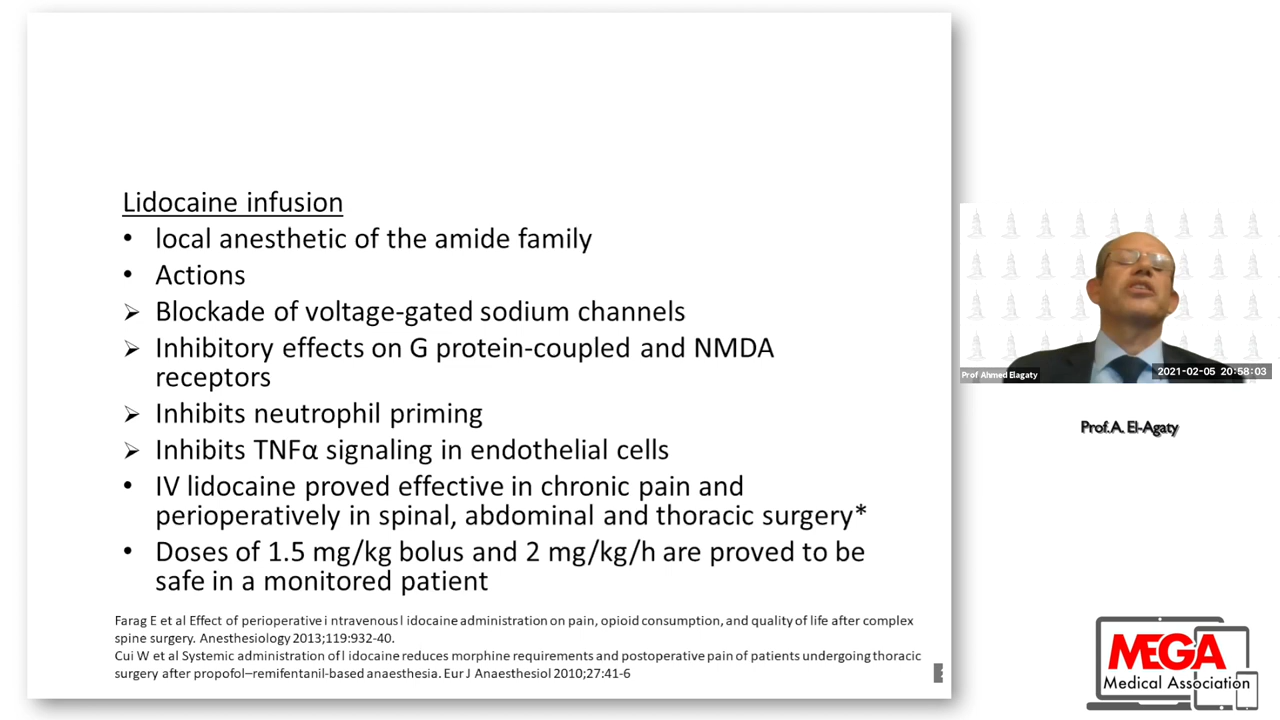 Lidocaine infusion
• local anesthetic of the amide family
• Actions
➢ Blockade of voltage-gated sodium channels
➢ Inhibitory effects on G protein-coupled and NMDA
receptors
➢ Inhibits neutrophil priming
➢ Inhibits TNFα signaling in endothelial cells
• IV lidocaine proved effective in chronic pain and
perioperatively in spinal, abdominal and thoracic surgery*
• Doses of 1.5 mg/kg bolus and 2 mg/kg/h are proved to be
safe in a monitored patient
Farag E et al Effect of perioperative i ntravenous l idocaine administration on pain, opioid consumption, and quality of life after complex
spine surgery. Anesthesiology 2013;119:932-40.
Cui W et al Systemic administration of l idocaine reduces morphine requirements and postoperative pain of patients undergoing thoracic
surgery after propofol–remifentanil-based anaesthesia. Eur J Anaesthesiol 2010;27:41-6
Prof Ahmed Elagaty
2021-02-05 20:58:03
Prof.A. El-Agaty
MEGA
Medical Association